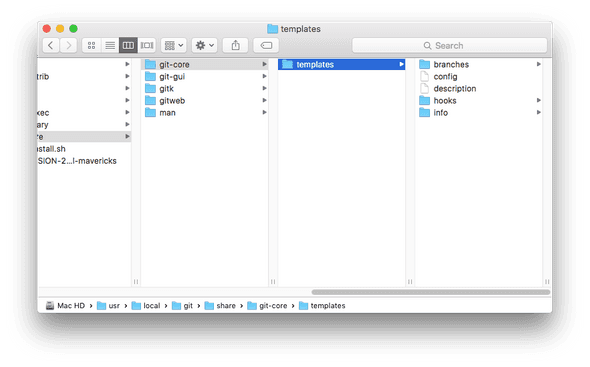 templates
Search
trib
xec
ary
re
nstall.sh
SION-2...l-mavericks
git-core
git-gui
gitk
gitweb
man
templates
branches
config
description
hooks
info
Mac HD usr local git share git-core templates